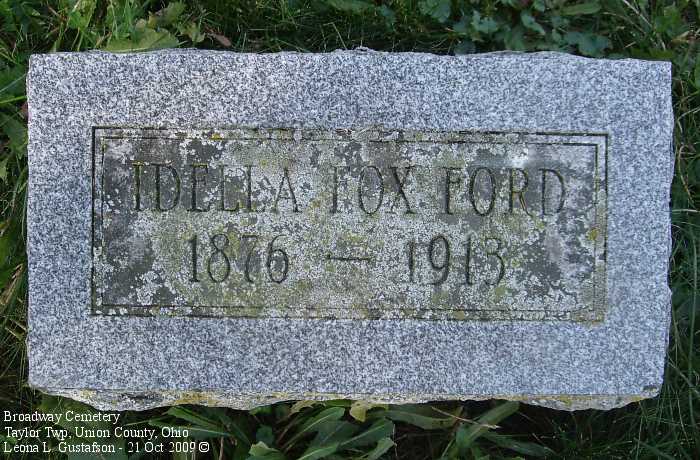 IDELLA FOX FORD
1876 — 1913
Broadway Cemetery
Taylor Twp, Union County, Ohio
Leona L. Gustafson - 21 Oct 2009 ©